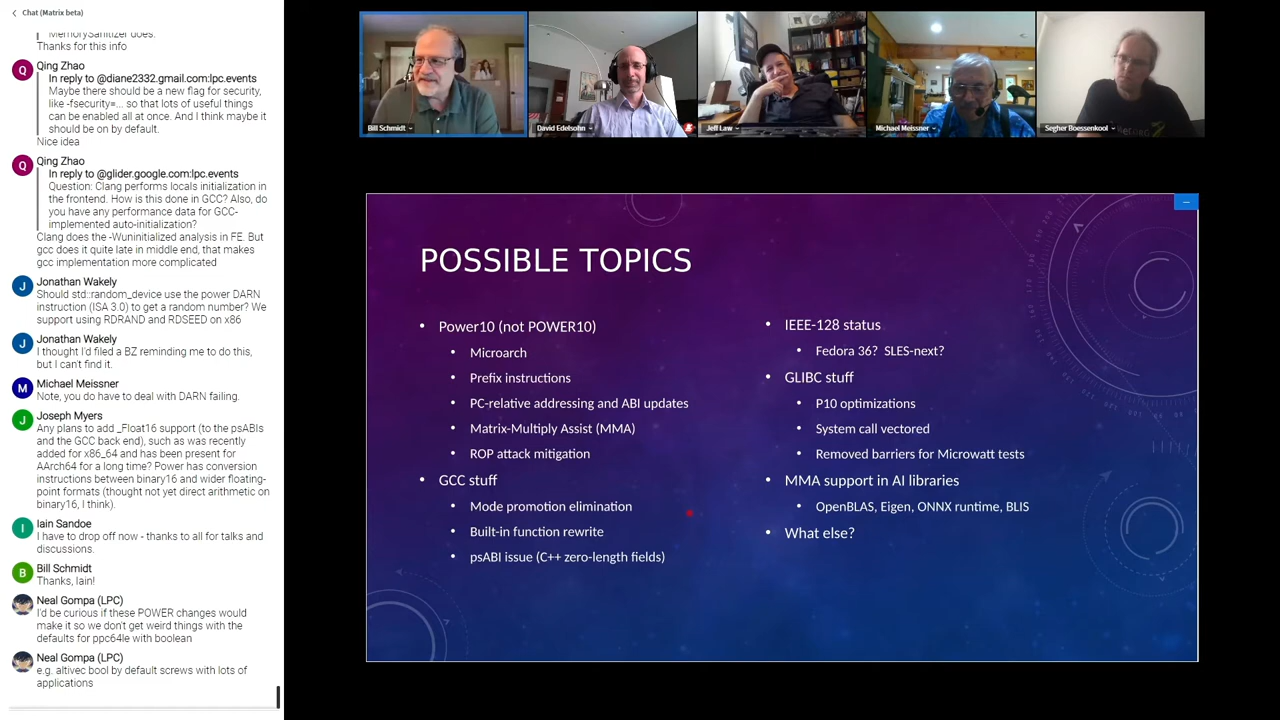 Chat (Matrix beta)
MemorySanitizer does.
Thanks for this info
Q
Qing Zhao
In reply to @diane2332.gmail.com:lpc.events
Maybe there should be a new flag for security,
like -fsecurity=... so that lots of useful things
can be enabled all at once. And I think maybe it
should be on by default.
Nice idea
Q
Qing Zhao
In reply to @glider.google.com:lpc.events
Question: Clang performs locals initialization in
the frontend. How is this done in GCC? Also, do
you have any performance data for GCC-
implemented auto-initialization?
Clang does the -Wuninitialized analysis in FE. But
gcc does it quite late in middle end, that makes
gcc implementation more complicated
J
Jonathan Wakely
Should std::random_device use the power DARN
instruction (ISA 3.0) to get a random number? We
support using RDRAND and RDSEED on x86
J
Jonathan Wakely
I thought I'd filed a BZ reminding me to do this,
but I can't find it.
M
Michael Meissner
Note, you do have to deal with DARN failing.
J
Joseph Myers
Any plans to add _Float16 support (to the psABIs
and the GCC back end), such as was recently
added for x86_64 and has been present for
AArch64 for a long time? Power has conversion
instructions between binary16 and wider floating-
point formats (thought not yet direct arithmetic on
binary16, I think).
I
Iain Sandoe
I have to drop off now - thanks to all for talks and
discussions.
B
Bill Schmidt
Thanks, Iain!
Neal Gompa (LPC)
I'd be curious if these POWER changes would
make it so we don't get weird things with the
defaults for ppc64le with boolean
Neal Gompa (LPC)
e.g. altivec bool by default screws with lots of
applications
Bill Schmidt
David Edelsohn
Jeff Law
Michael Meissner
Segher Boessenkool
POSSIBLE TOPICS
• Power10 (not POWER10)
• Microarch
• Prefix instructions
• PC-relative addressing and ABI updates
• Matrix-Multiply Assist (MMA)
• ROP attack mitigation
• GCC stuff
• Mode promotion elimination
• Built-in function rewrite
• psABI issue (C++ zero-length fields)
• IEEE-128 status
• Fedora 36? SLES-next?
• GLIBC stuff
• P10 optimizations
• System call vectored
• Removed barriers for Microwatt tests
• MMA support in AI libraries
• OpenBLAS, Eigen, ONNX runtime, BLIS
• What else?